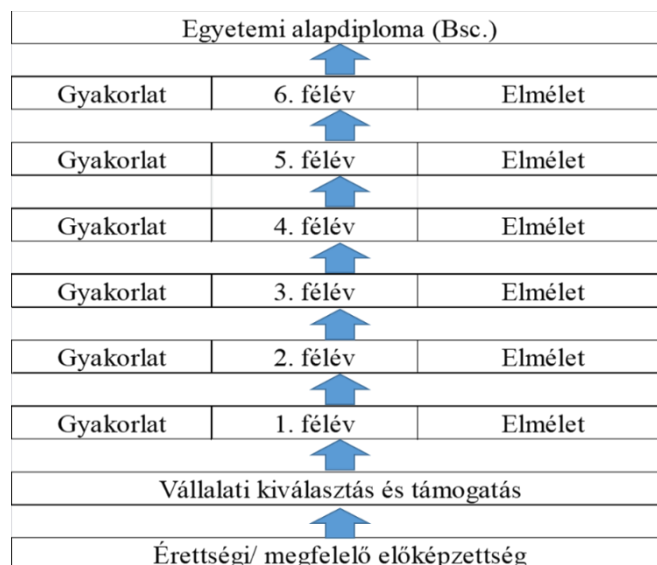 Egyetemi alapdiploma (Bsc.)
Gyakorlat 6. félév Elmélet
Gyakorlat 5. félév Elmélet
Gyakorlat 4. félév Elmélet
Gyakorlat 3. félév Elmélet
Gyakorlat 2. félév Elmélet
Gyakorlat 1. félév Elmélet
Vállalati kiválasztás és támogatás
Érettségi/ megfelelő előképzettség